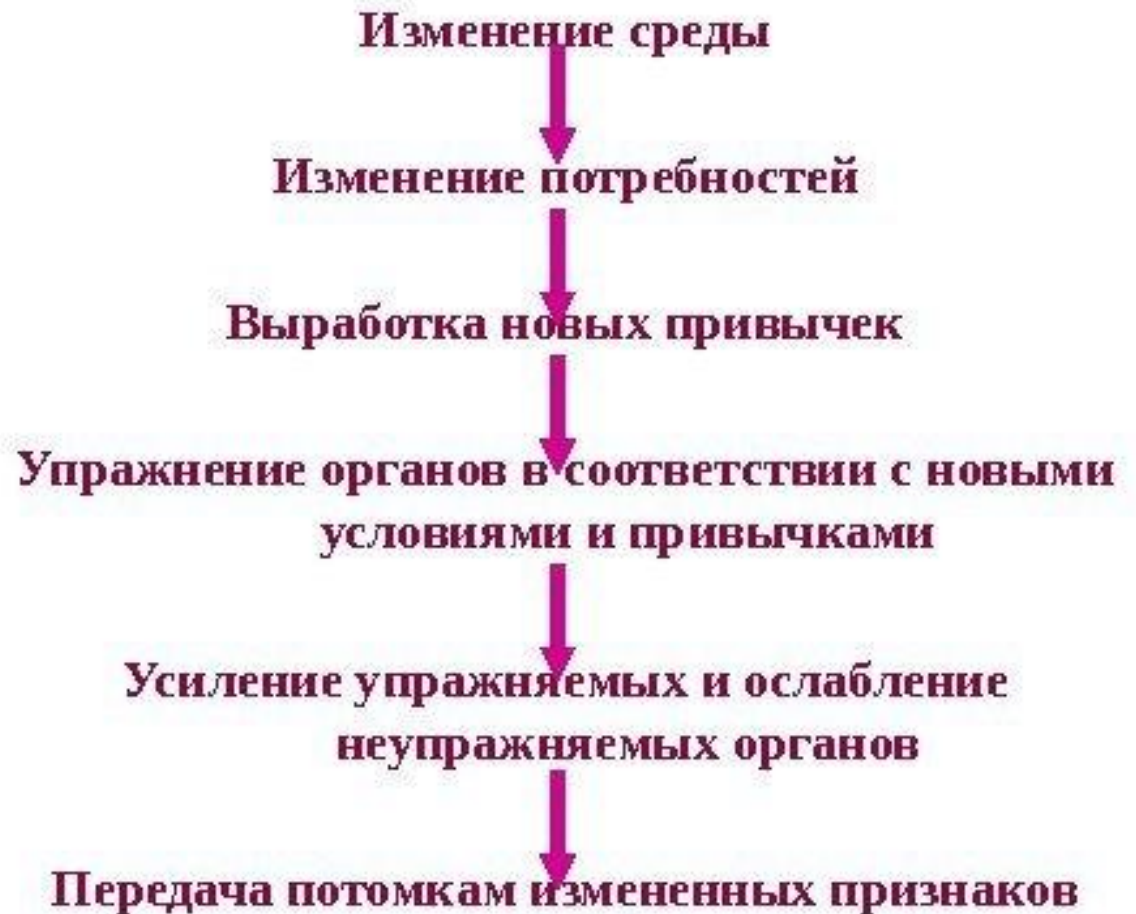 Изменение среды
Изменение потребностей
Выработка новых привычек
Упражнение органов в соответствии с новыми
условиями и привычками
Усиление упражняемых и ослабление
неупражняемых органов
Передача потомкам измененных признаков